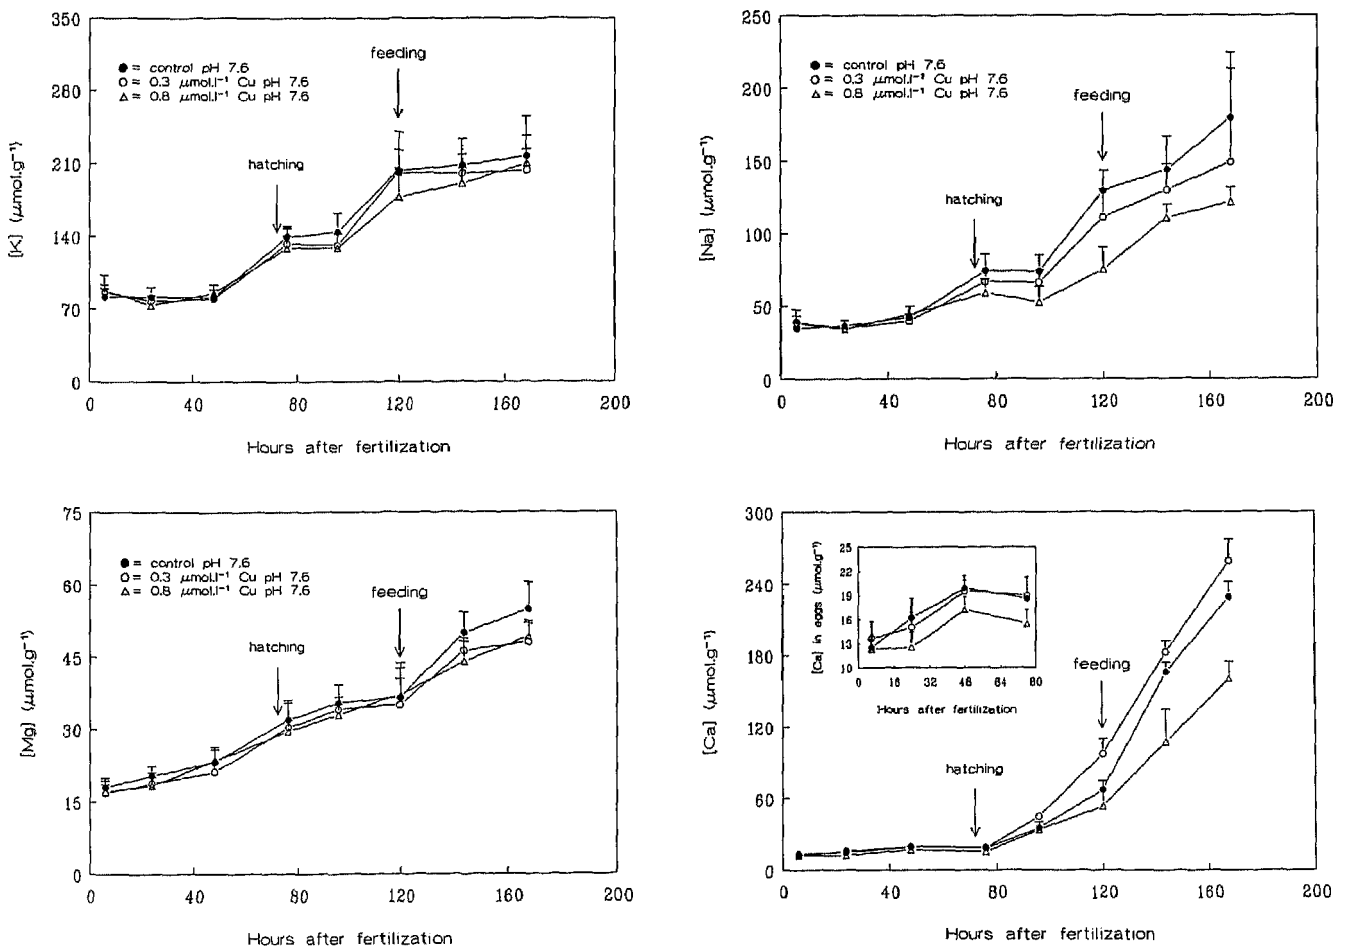 350
280
210
140
70
0
[K] (μmol.g⁻¹)
● = control pH 7.6
○ = 0.3 μmol.l⁻¹ Cu pH 7.6
△ = 0.8 μmol.l⁻¹ Cu pH 7.6
hatching
feeding
0 40 80 120 160 200
Hours after fertilization
250
200
150
100
50
0
[Na] (μmol.g⁻¹)
● = control pH 7.6
○ = 0.3 μmol.l⁻¹ Cu pH 7.6
△ = 0.8 μmol.l⁻¹ Cu pH 7.6
hatching
feeding
0 40 80 120 160 200
Hours after fertilization
75
60
45
30
15
0
[Mg] (μmol.g⁻¹)
● = control pH 7.6
○ = 0.3 μmol.l⁻¹ Cu pH 7.6
△ = 0.8 μmol.l⁻¹ Cu pH 7.6
hatching
feeding
0 40 80 120 160 200
Hours after fertilization
300
240
180
120
60
0
[Ca] (μmol.g⁻¹)
25
22
19
16
13
10
[Ca] in eggs (μmol.g⁻¹)
0 16 32 48 64 80
Hours after fertilization
hatching
feeding
0 40 80 120 160 200
Hours after fertilization